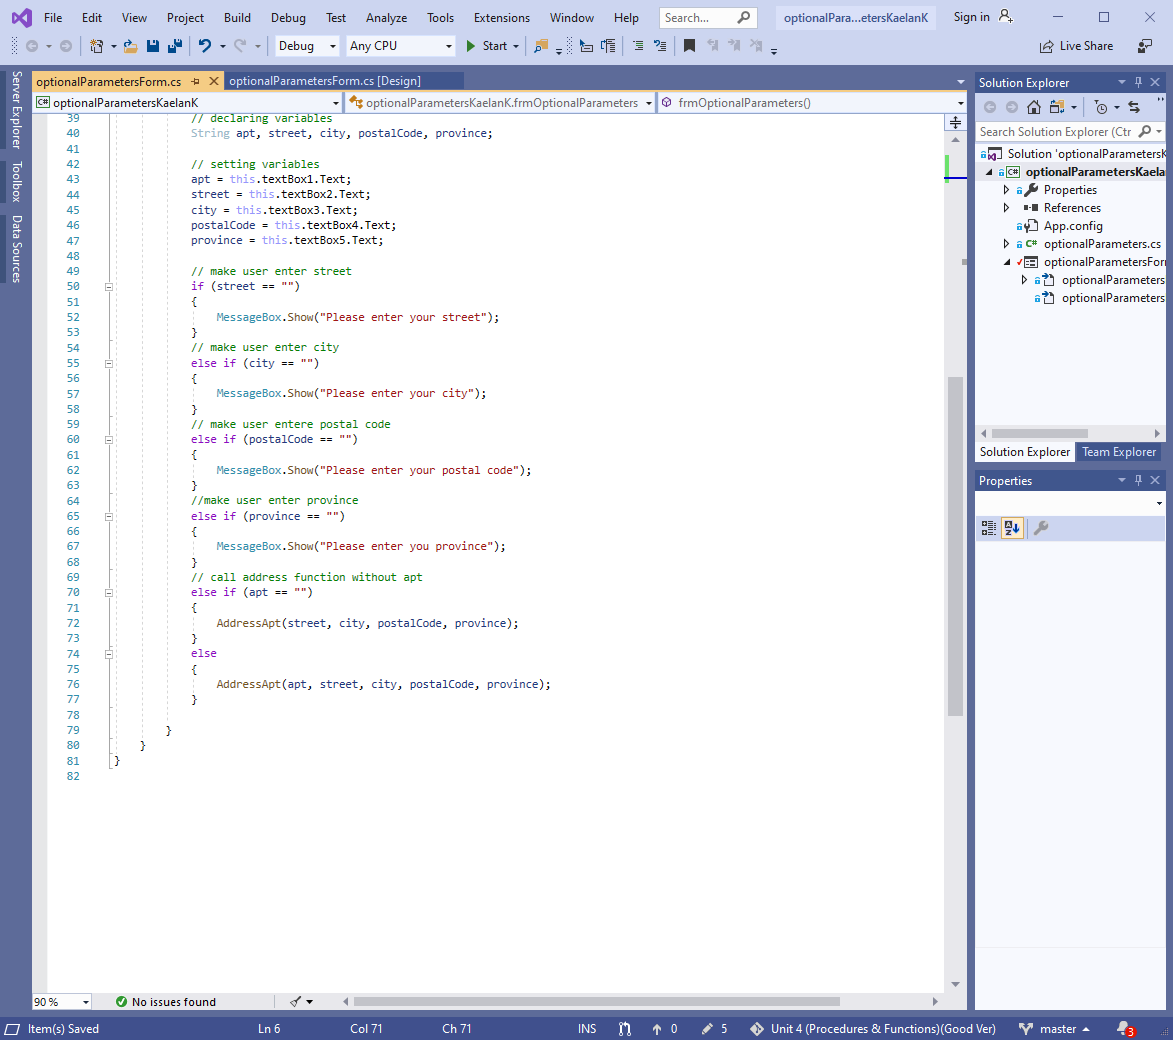 File Edit View Project Build Debug Test Analyze Tools Extensions Window Help Search... optionalPara...etersKaelanK Sign in
Debug Any CPU Start Live Share
Server Explorer
Toolbox
Data Sources
optionalParametersForm.cs optionalParametersForm.cs [Design]
C# optionalParametersKaelanK optionalParametersKaelanK.frmOptionalParameters frmOptionalParameters()
39 // declaring variables
40 String apt, street, city, postalCode, province;
41
42 // setting variables
43 apt = this.textBox1.Text;
44 street = this.textBox2.Text;
45 city = this.textBox3.Text;
46 postalCode = this.textBox4.Text;
47 province = this.textBox5.Text;
48
49 // make user enter street
50 if (street == "")
51 {
52 MessageBox.Show("Please enter your street");
53 }
54 // make user enter city
55 else if (city == "")
56 {
57 MessageBox.Show("Please enter your city");
58 }
59 // make user entere postal code
60 else if (postalCode == "")
61 {
62 MessageBox.Show("Please enter your postal code");
63 }
64 //make user enter province
65 else if (province == "")
66 {
67 MessageBox.Show("Please enter you province");
68 }
69 // call address function without apt
70 else if (apt == "")
71 {
72 AddressApt(street, city, postalCode, province);
73 }
74 else
75 {
76 AddressApt(apt, street, city, postalCode, province);
77 }
78
79 }
80 }
81 }
82
90 % No issues found
Solution Explorer
Search Solution Explorer (Ctr
Solution 'optionalParametersK
C# optionalParametersKaela
Properties
References
App.config
C# optionalParameters.cs
optionalParametersFor
optionalParameters
optionalParameters
Solution Explorer Team Explorer
Properties
Item(s) Saved Ln 6 Col 71 Ch 71 INS 0 5 Unit 4 (Procedures & Functions)(Good Ver) master 3